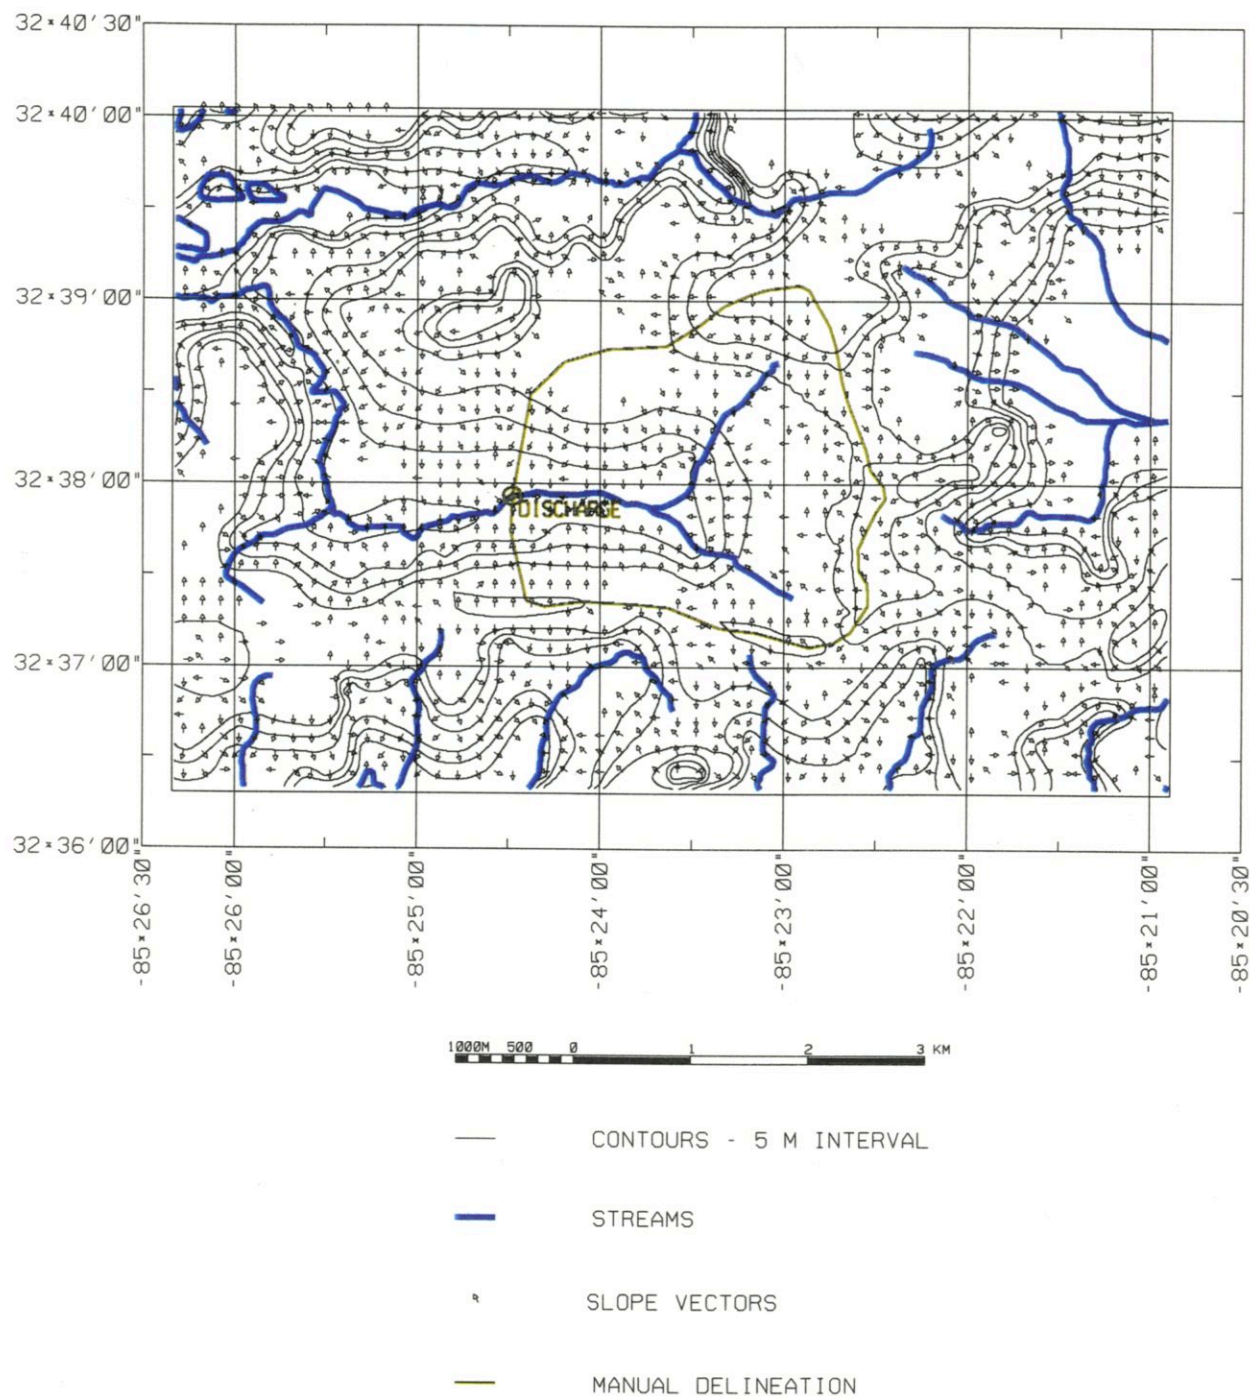 32*40'30"
32*40'00"
32*39'00"
32*38'00"
DISCHARGE
32*37'00"
32*36'00"
-85*26'30"
-85*26'00"
-85*25'00"
-85*24'00"
-85*23'00"
-85*22'00"
-85*21'00"
-85*20'30"
1000M 500 0 1 2 3 KM
CONTOURS - 5 M INTERVAL
STREAMS
SLOPE VECTORS
MANUAL DELINEATION